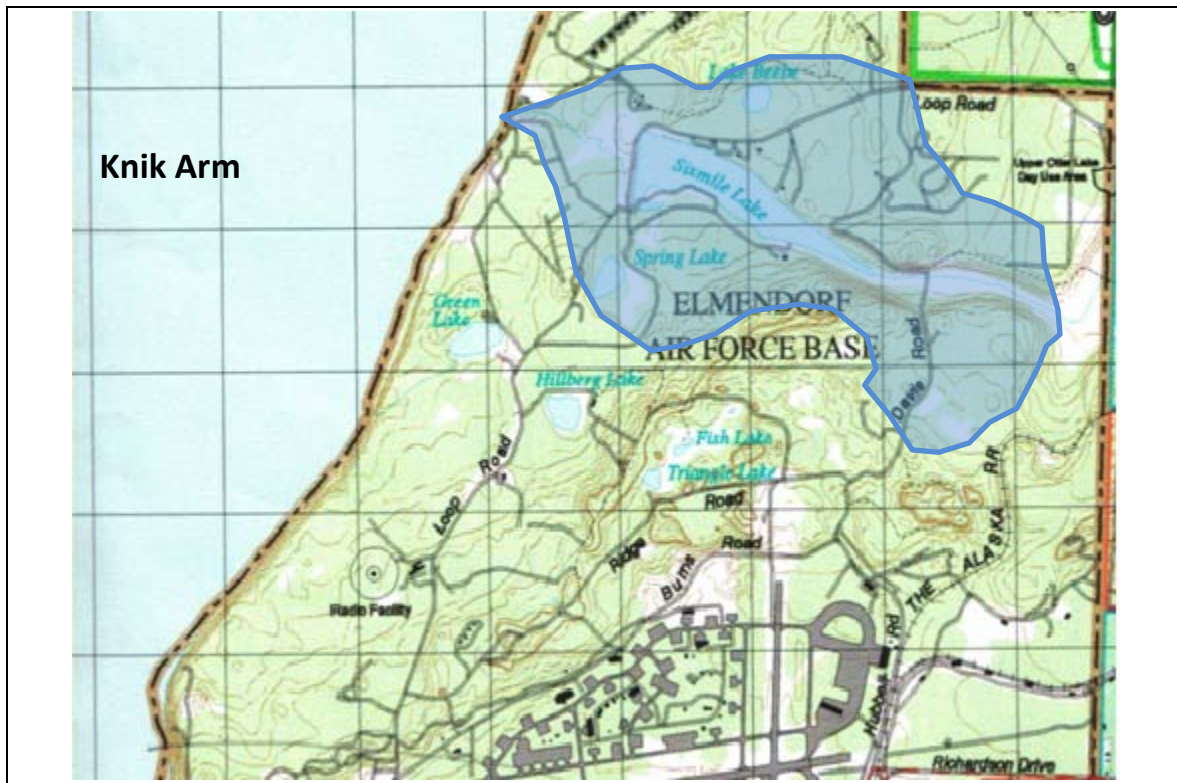 Lake Beebe
Loop Road
Knik Arm
Upper Otter Lake
Day Use Area
Sixmile Lake
Spring Lake
Green
Lake
ELMENDORF
AIR FORCE BASE
Road
Davis
Hillberg Lake
Fish Lake
Triangle Lake
Loop Road
Road
Ridge
Burns Road
THE ALASKA RR
Radio Facility
Hubbons Rd
Richardson Drive